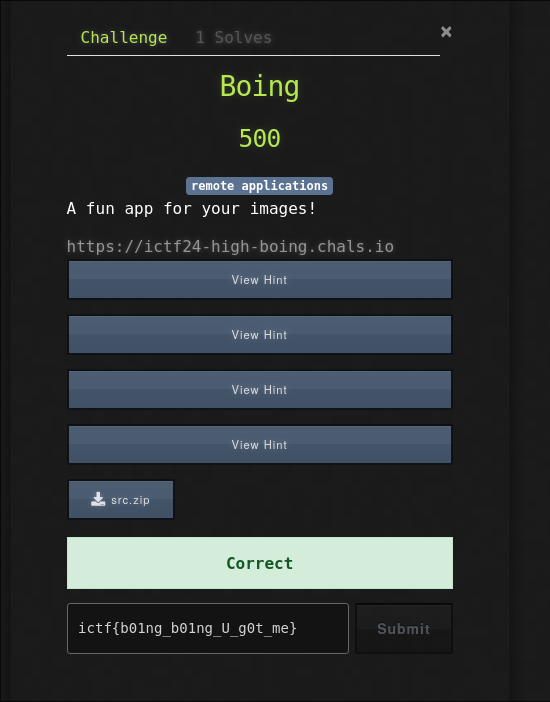 Challenge 1 Solves ×
Boing
500
remote applications
A fun app for your images!
https://ictf24-high-boing.chals.io
View Hint
View Hint
View Hint
View Hint
src.zip
Correct
ictf{b01ng_b01ng_U_g0t_me} Submit